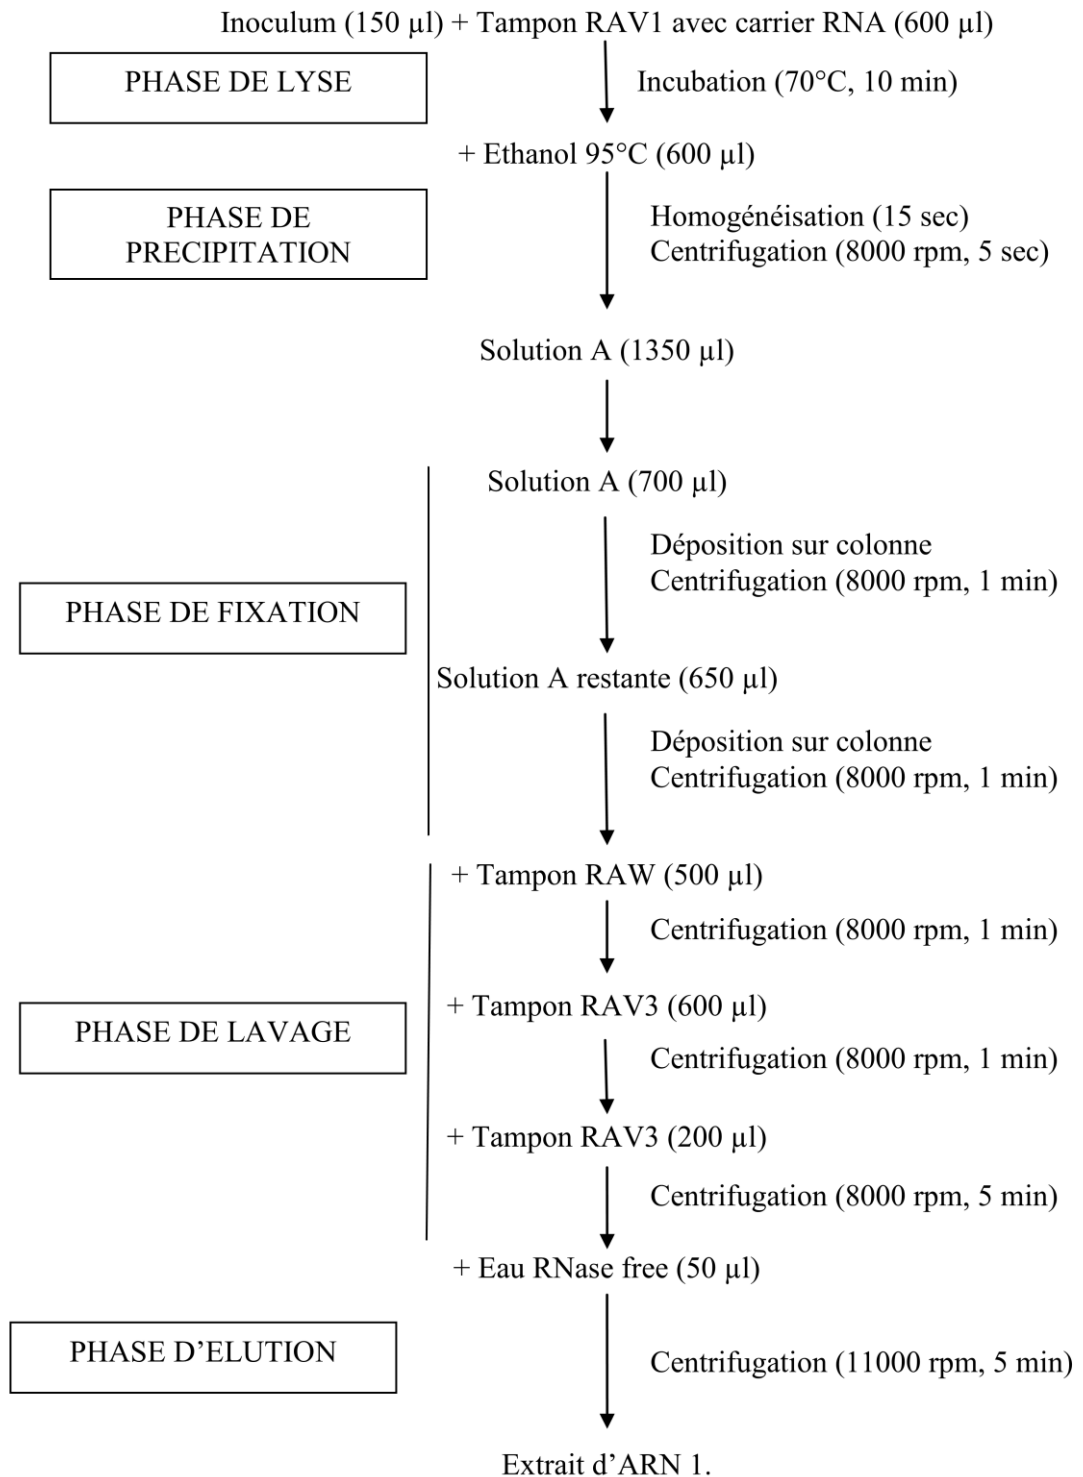 Inoculum (150 µl) + Tampon RAV1 avec carrier RNA (600 µl)
PHASE DE LYSE
Incubation (70°C, 10 min)
+ Ethanol 95°C (600 µl)
PHASE DE
PRECIPITATION
Homogénéisation (15 sec)
Centrifugation (8000 rpm, 5 sec)
Solution A (1350 µl)
Solution A (700 µl)
Déposition sur colonne
Centrifugation (8000 rpm, 1 min)
PHASE DE FIXATION
Solution A restante (650 µl)
Déposition sur colonne
Centrifugation (8000 rpm, 1 min)
+ Tampon RAW (500 µl)
Centrifugation (8000 rpm, 1 min)
+ Tampon RAV3 (600 µl)
PHASE DE LAVAGE
Centrifugation (8000 rpm, 1 min)
+ Tampon RAV3 (200 µl)
Centrifugation (8000 rpm, 5 min)
+ Eau RNase free (50 µl)
PHASE D’ELUTION
Centrifugation (11000 rpm, 5 min)
Extrait d’ARN 1.